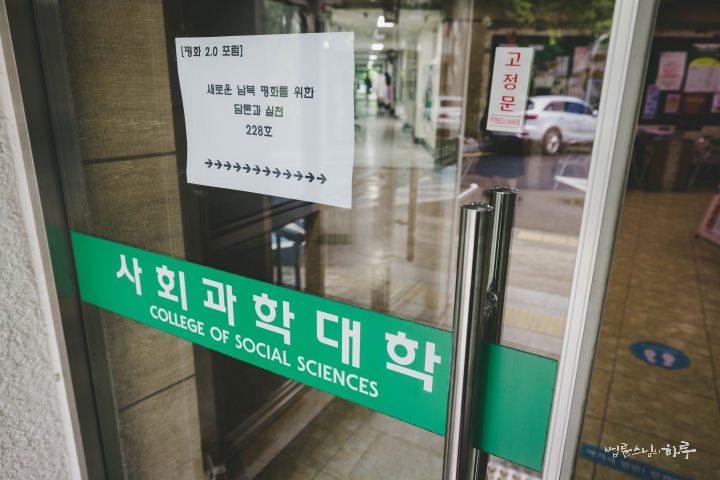 [평화 2.0 포럼]
새로운 남북 평화를 위한
담론과 실천
228호
→→→→→→→→→→→
고정문
FIXED DOOR
사회과학대학
COLLEGE OF SOCIAL SCIENCES
법륜스님의 하루